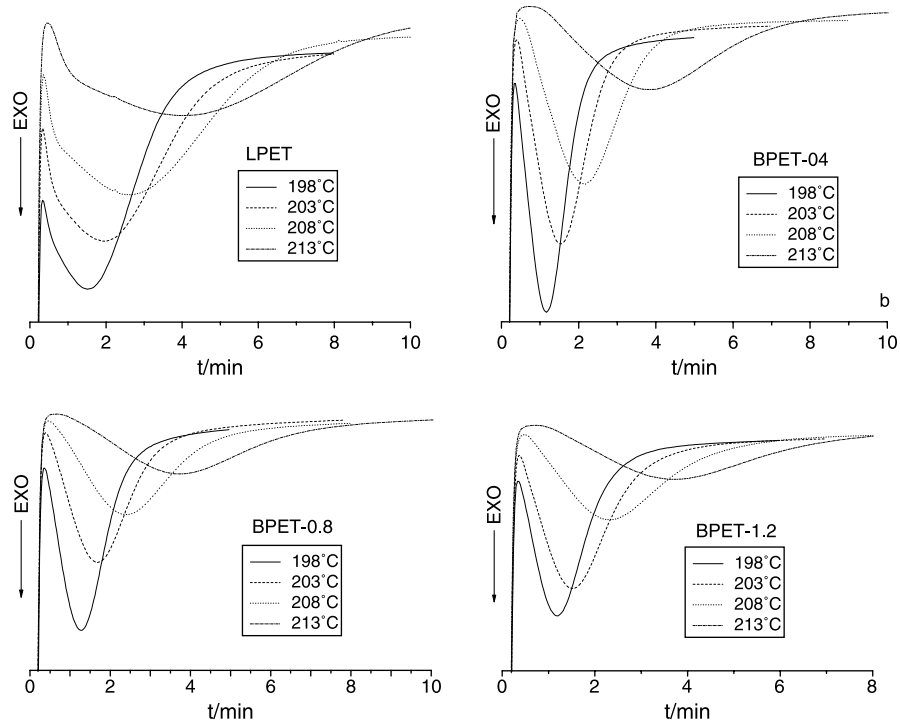 EXO
LPET
198°C
203°C
208°C
213°C
0 2 4 6 8 10
t/min
EXO
BPET-04
198°C
203°C
208°C
213°C
b
0 2 4 6 8 10
t/min
EXO
BPET-0.8
198°C
203°C
208°C
213°C
0 2 4 6 8 10
t/min
EXO
BPET-1.2
198°C
203°C
208°C
213°C
0 2 4 6 8
t/min